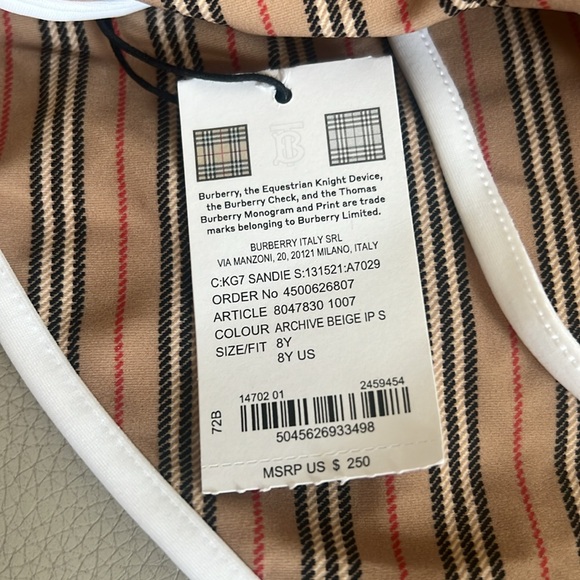 Burberry, the Equestrian Knight Device,
the Burberry Check, and the Thomas
Burberry Monogram and Print are trade
marks belonging to Burberry Limited.
BURBERRY ITALY SRL
VIA MANZONI, 20, 20121 MILANO, ITALY
C:KG7 SANDIE S:131521:A7029
ORDER No 4500626807
ARTICLE 8047830 1007
COLOUR ARCHIVE BEIGE IP S
SIZE/FIT 8Y
8Y US
72B
14702 01 2459454
5045626933498
MSRP US $ 250